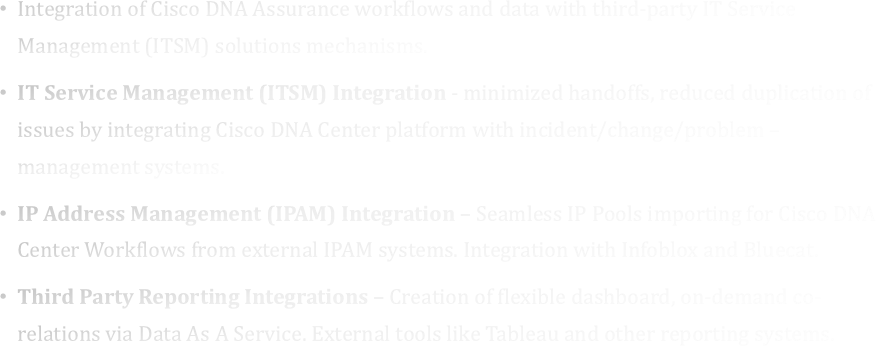 • Integration of Cisco DNA Assurance workflows and data with third-party IT Service
Management (ITSM) solutions mechanisms
• IT Service Management (ITSM) Integration - minimized handoffs, reduced duplication of
issues by integrating Cisco DNA Center platform with incident/change/problem -
management systems.
• IP Address Management (IPAM) Integration – Seamless IP Pools importing for Cisco DNA
Center Workflows from external IPAM systems. Integration with Infoblox and Bluecat
• Third Party Reporting Integrations – Creation of flexible dashboard, on-demand
relations via Data As A Service. External tools like Tableau and other reporting systems